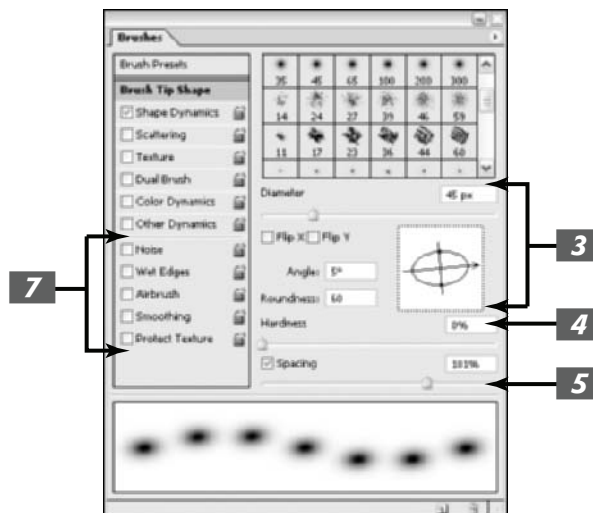 Brushes
Brush Presets
Brush Tip Shape
Shape Dynamics
Scattering
Texture
Dual Brush
Color Dynamics
Other Dynamics
Noise
Wet Edges
Airbrush
Smoothing
Protect Texture
35 45 65 100 200 300
14 24 27 39 46 59
11 17 23 36 44 60
Diameter 45 px
Flip X Flip Y
Angle: 5°
Roundness: 60
Hardness 0%
Spacing 101%
3
4
5
7